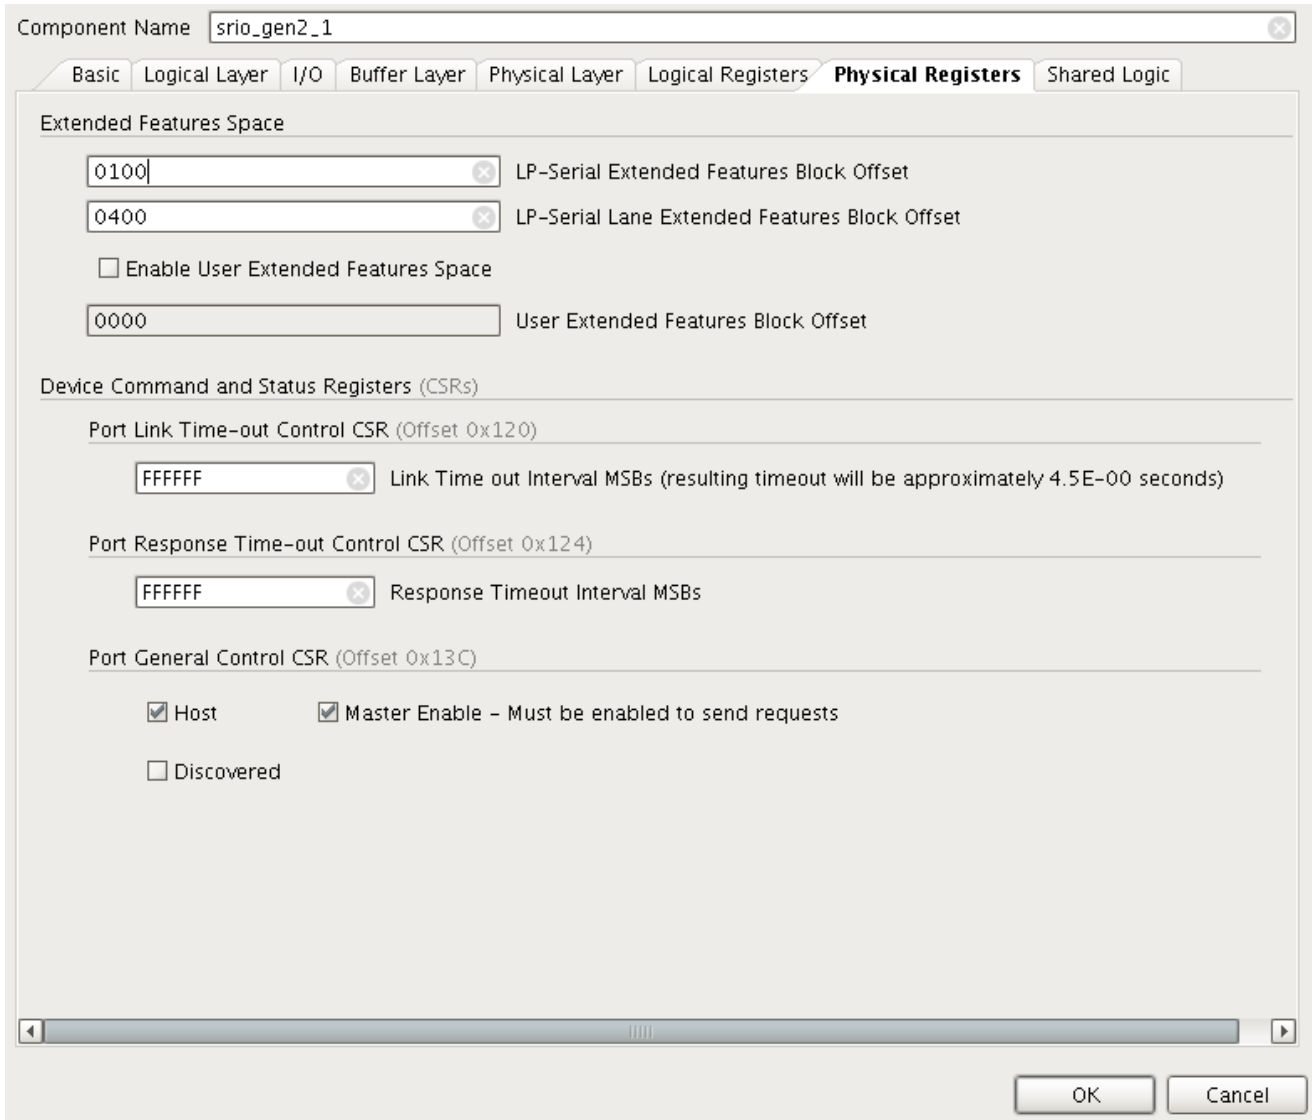 Component Name srio_gen2_1
Basic Logical Layer I/O Buffer Layer Physical Layer Logical Registers Physical Registers Shared Logic
Extended Features Space
0100 LP-Serial Extended Features Block Offset
0400 LP-Serial Lane Extended Features Block Offset
Enable User Extended Features Space
0000 User Extended Features Block Offset
Device Command and Status Registers (CSRs)
Port Link Time-out Control CSR (Offset 0x120)
FFFFFF Link Time out Interval MSBs (resulting timeout will be approximately 4.5E-00 seconds)
Port Response Time-out Control CSR (Offset 0x124)
FFFFFF Response Timeout Interval MSBs
Port General Control CSR (Offset 0x13C)
Host Master Enable - Must be enabled to send requests
Discovered
OK Cancel